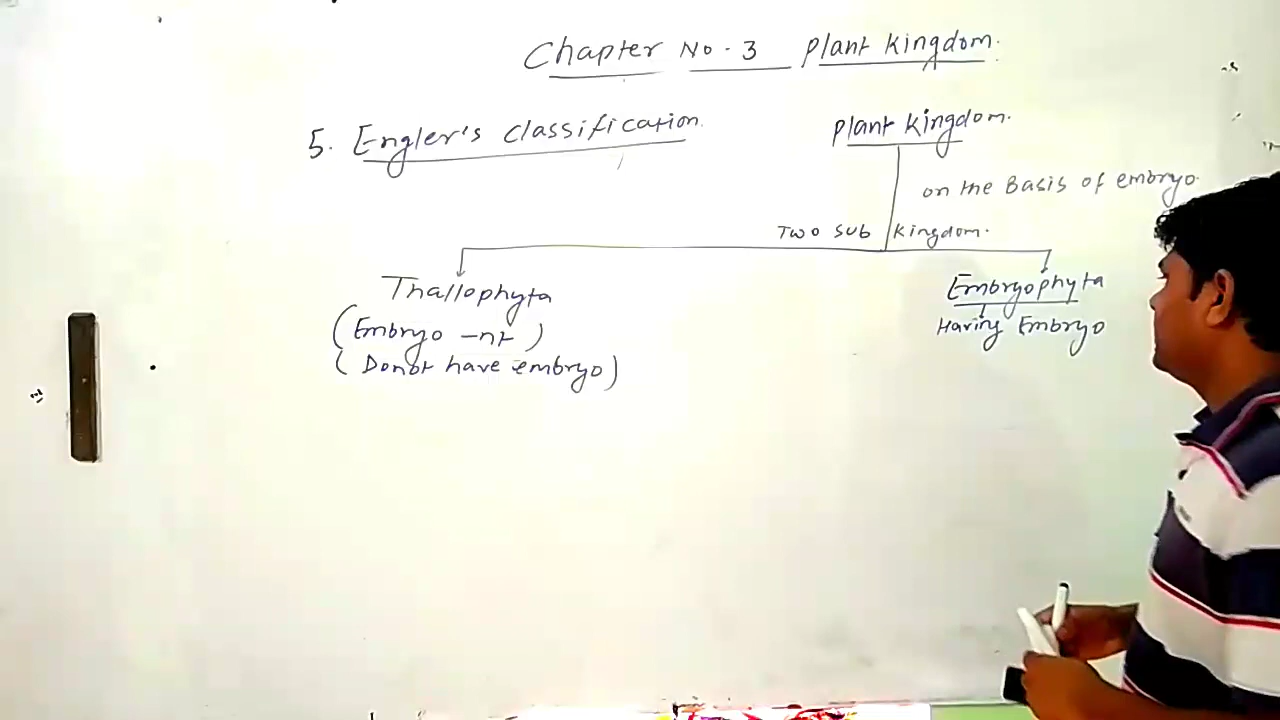 Chapter No. 3 Plant Kingdom.
5. Engler's classification.
Plant Kingdom.
on the Basis of embryo.
Two sub Kingdom.
Thallophyta
Embryophyta
(Embryo -nt)
Having Embryo
(Donot have embryo)